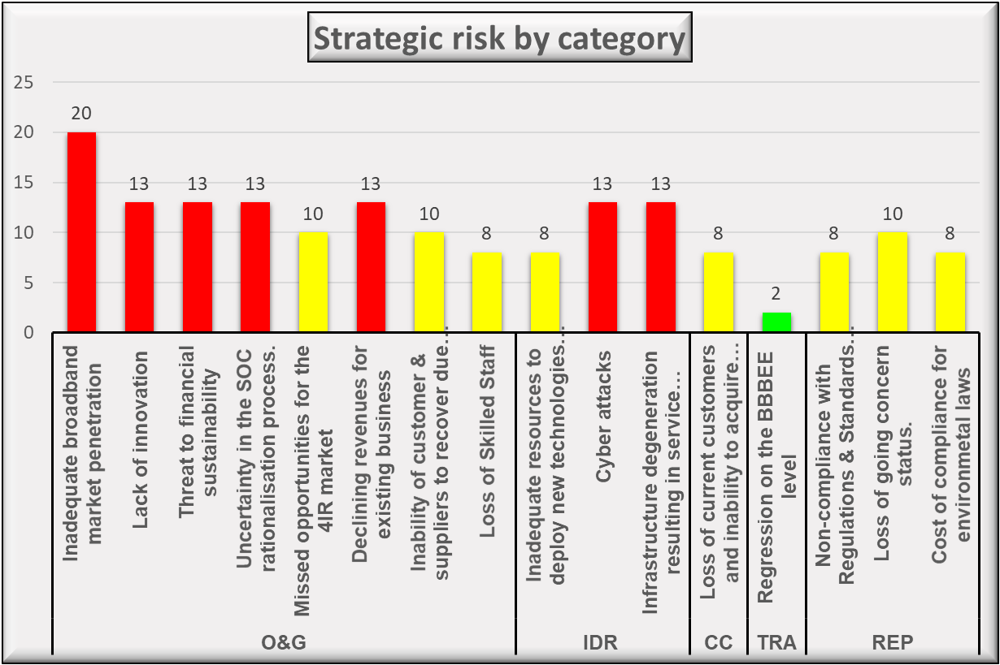 Strategic risk by category
25
20
15
10
5
0
20
13
13
13
10
13
10
8
8
13
13
8
2
8
10
8
Inadequate broadband
market penetration
Lack of innovation
Threat to financial
sustainability
Uncertainty in the SOC
rationalisation process.
Missed opportunities for the
4IR market
Declining revenues for
existing business
Inability of customer &
suppliers to recover due…
Loss of Skilled Staff
Inadequate resources to
deploy new technologies…
Cyber attacks
Infrastructure degeneration
resulting in service…
Loss of current customers
and inability to acquire…
Regression on the BBBEE
level
Non-compliance with
Regulations & Standards…
Loss of going concern
status.
Cost of compliance for
environmetal laws
O&G
IDR
CC
TRA
REP